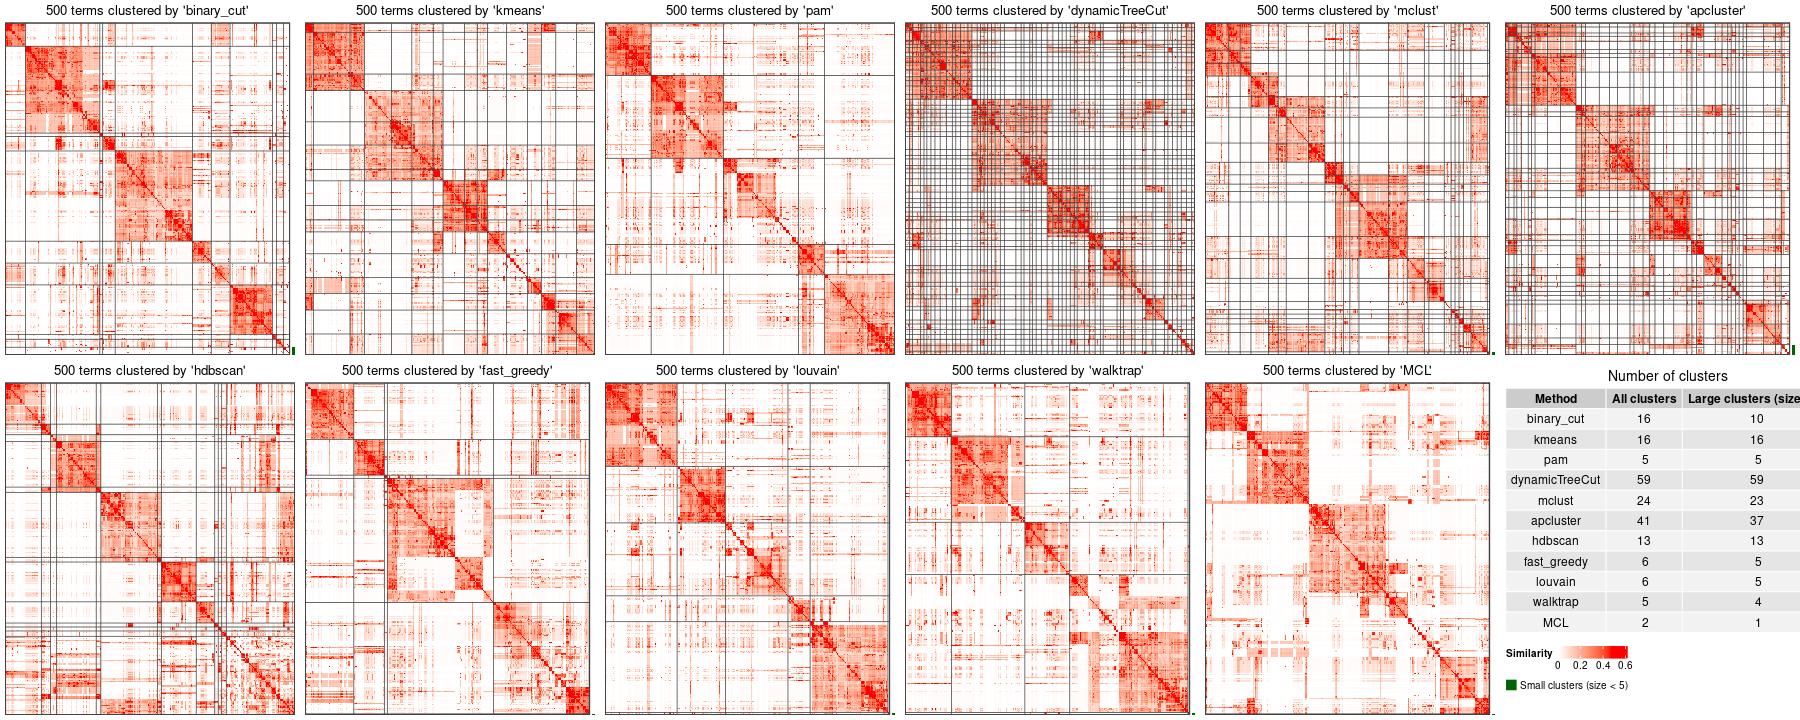 500 terms clustered by 'binary_cut'
500 terms clustered by 'kmeans'
500 terms clustered by 'pam'
500 terms clustered by 'dynamicTreeCut'
500 terms clustered by 'mclust'
500 terms clustered by 'apcluster'
500 terms clustered by 'hdbscan'
500 terms clustered by 'fast_greedy'
500 terms clustered by 'louvain'
500 terms clustered by 'walktrap'
500 terms clustered by 'MCL'
Number of clusters
Method All clusters Large clusters (size
binary_cut 16 10
kmeans 16 16
pam 5 5
dynamicTreeCut 59 59
mclust 24 23
apcluster 41 37
hdbscan 13 13
fast_greedy 6 5
louvain 6 5
walktrap 5 4
MCL 2 1
Similarity
0 0.2 0.4 0.6
Small clusters (size < 5)